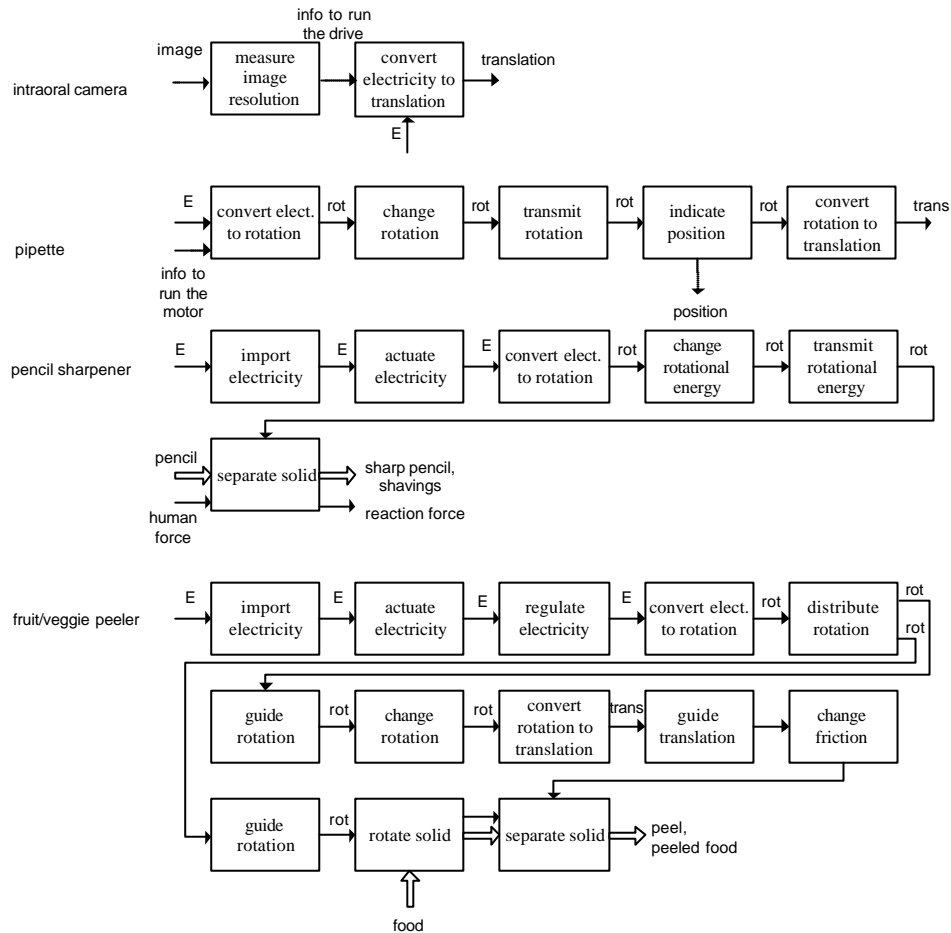 info to run
the drive
image
measure
image
resolution
convert
electricity to
translation
translation
intraoral camera
E
E
convert elect.
to rotation
rot
change
rotation
rot
transmit
rotation
rot
indicate
position
rot
convert
rotation to
translation
trans
pipette
info to
run the
motor
position
pencil sharpener
E
import
electricity
E
actuate
electricity
E
convert elect.
to rotation
rot
change
rotational
energy
rot
transmit
rotational
energy
rot
pencil
separate solid
sharp pencil,
shavings
human
force
reaction force
fruit/veggie peeler
E
import
electricity
E
actuate
electricity
E
regulate
electricity
E
convert elect.
to rotation
rot
distribute
rotation
rot
rot
guide
rotation
rot
change
rotation
rot
convert
rotation to
translation
trans
guide
translation
change
friction
guide
rotation
rot
rotate solid
separate solid
peel,
peeled food
food